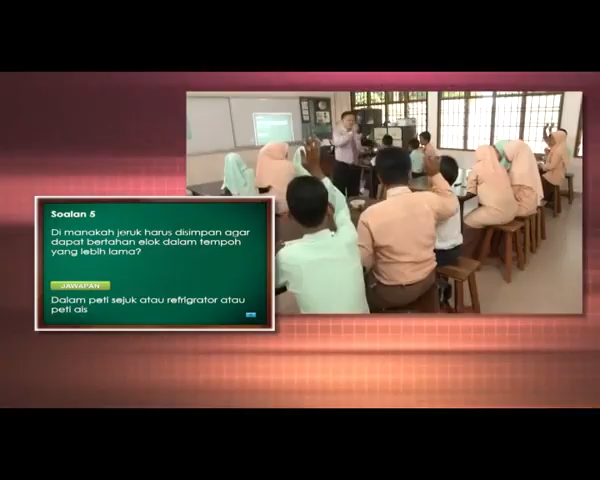 Soalan 5
Di manakah jeruk harus disimpan agar
dapat bertahan elok dalam tempoh
yang lebih lama?
JAWAPAN
Dalam peti sejuk atau refrigrator atau
peti ais